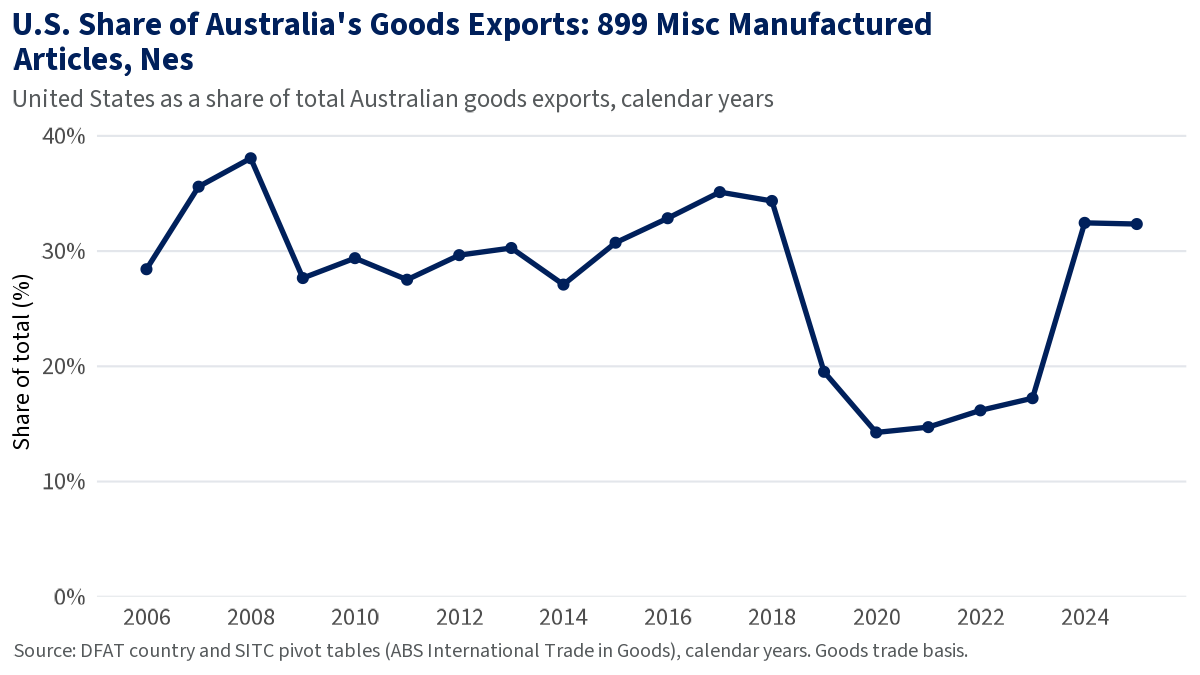 U.S. Share of Australia's Goods Exports: 899 Misc Manufactured
Articles, Nes
United States as a share of total Australian goods exports, calendar years
40%
30%
20%
10%
0%
Share of total (%)
2006 2008 2010 2012 2014 2016 2018 2020 2022 2024
Source: DFAT country and SITC pivot tables (ABS International Trade in Goods), calendar years. Goods trade basis.